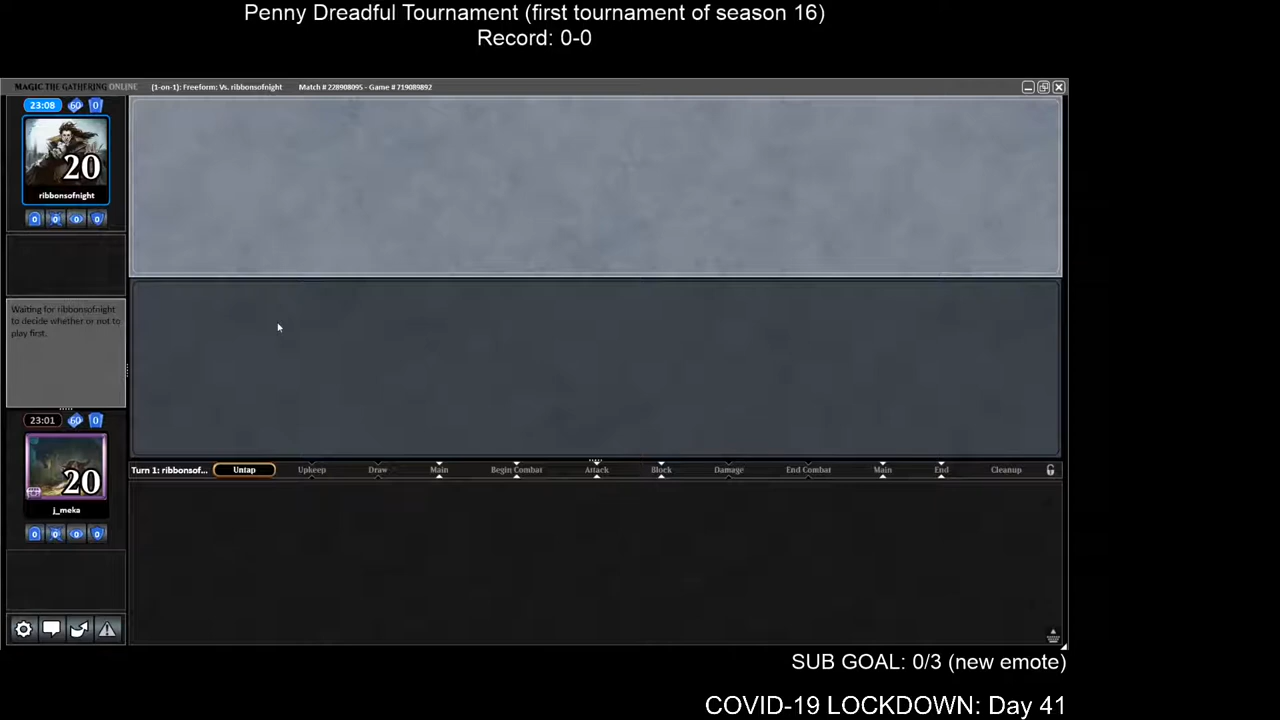 Penny Dreadful Tournament (first tournament of season 16)
Record: 0-0
MAGIC THE GATHERING ONLINE (1-on-1): Freeform: Vs. ribbonsofnight Match # 228908095 - Game # 719089892
23:08 60 0
20
ribbonsofnight
0 0 0 0
Waiting for ribbonsofnight
to decide whether or not to
play first.
23:01 60 0
20
j_meka
0 0 0 0
Turn 1: ribbonsof... Untap Upkeep Draw Main Begin Combat Attack Block Damage End Combat Main End Cleanup
SUB GOAL: 0/3 (new emote)
COVID-19 LOCKDOWN: Day 41